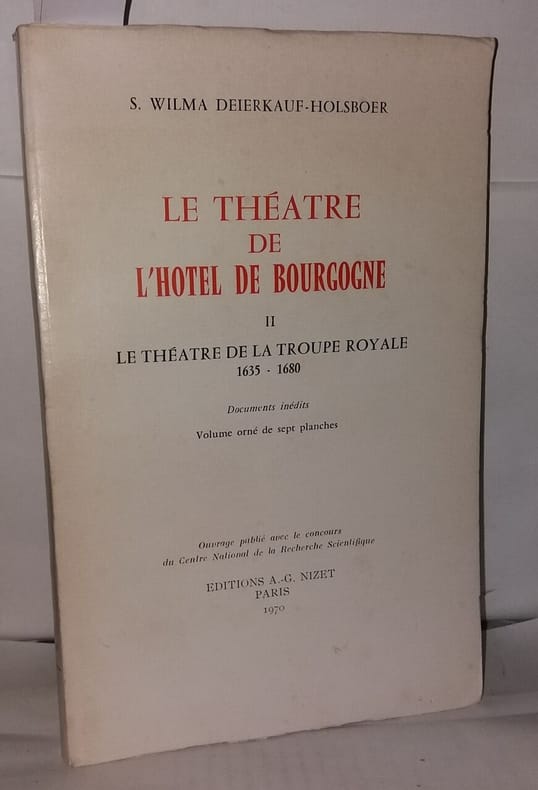 S. WILMA DEIERKAUF-HOLSBOER
LE THÉATRE
DE
L'HOTEL DE BOURGOGNE
II
LE THÉATRE DE LA TROUPE ROYALE
1635 - 1680
Documents inédits
Volume orné de sept planches
Ouvrage publié avec le concours
du Centre National de la Recherche Scientifique
EDITIONS A.-G. NIZET
PARIS
1970